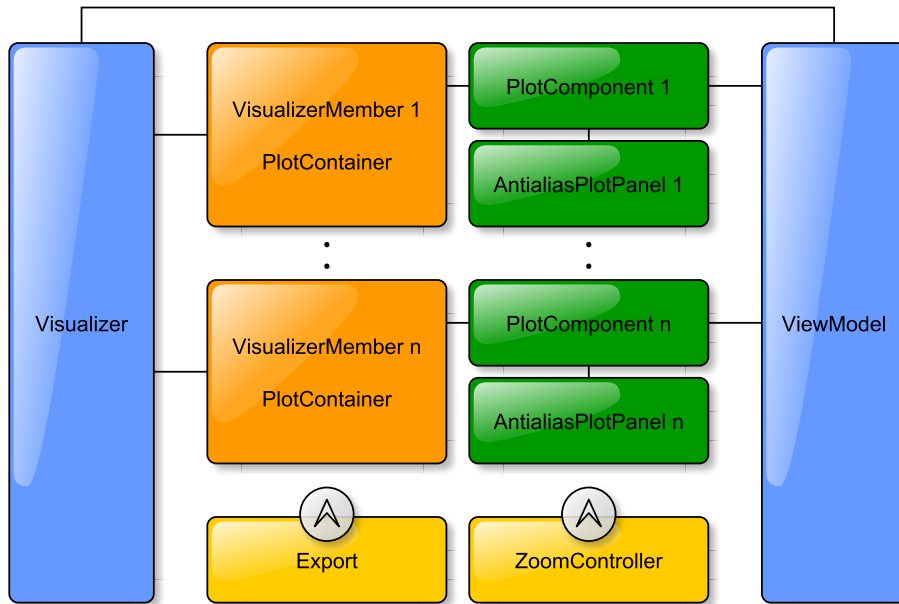 VisualizerMember 1
PlotContainer
PlotComponent 1
AntialiasPlotPanel 1
Visualizer
VisualizerMember n
PlotContainer
PlotComponent n
AntialiasPlotPanel n
ViewModel
Export
ZoomController